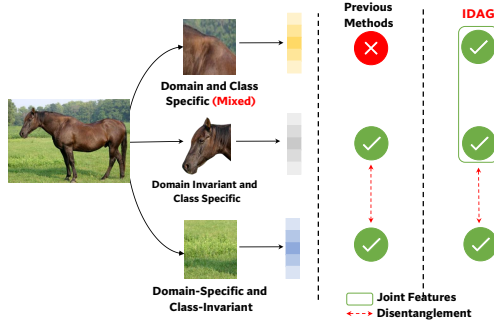 Previous
Methods
IDAG
Domain and Class
Specific (Mixed)
Domain Invariant and
Class Specific
Domain-Specific and
Class-Invariant
Joint Features
Disentanglement